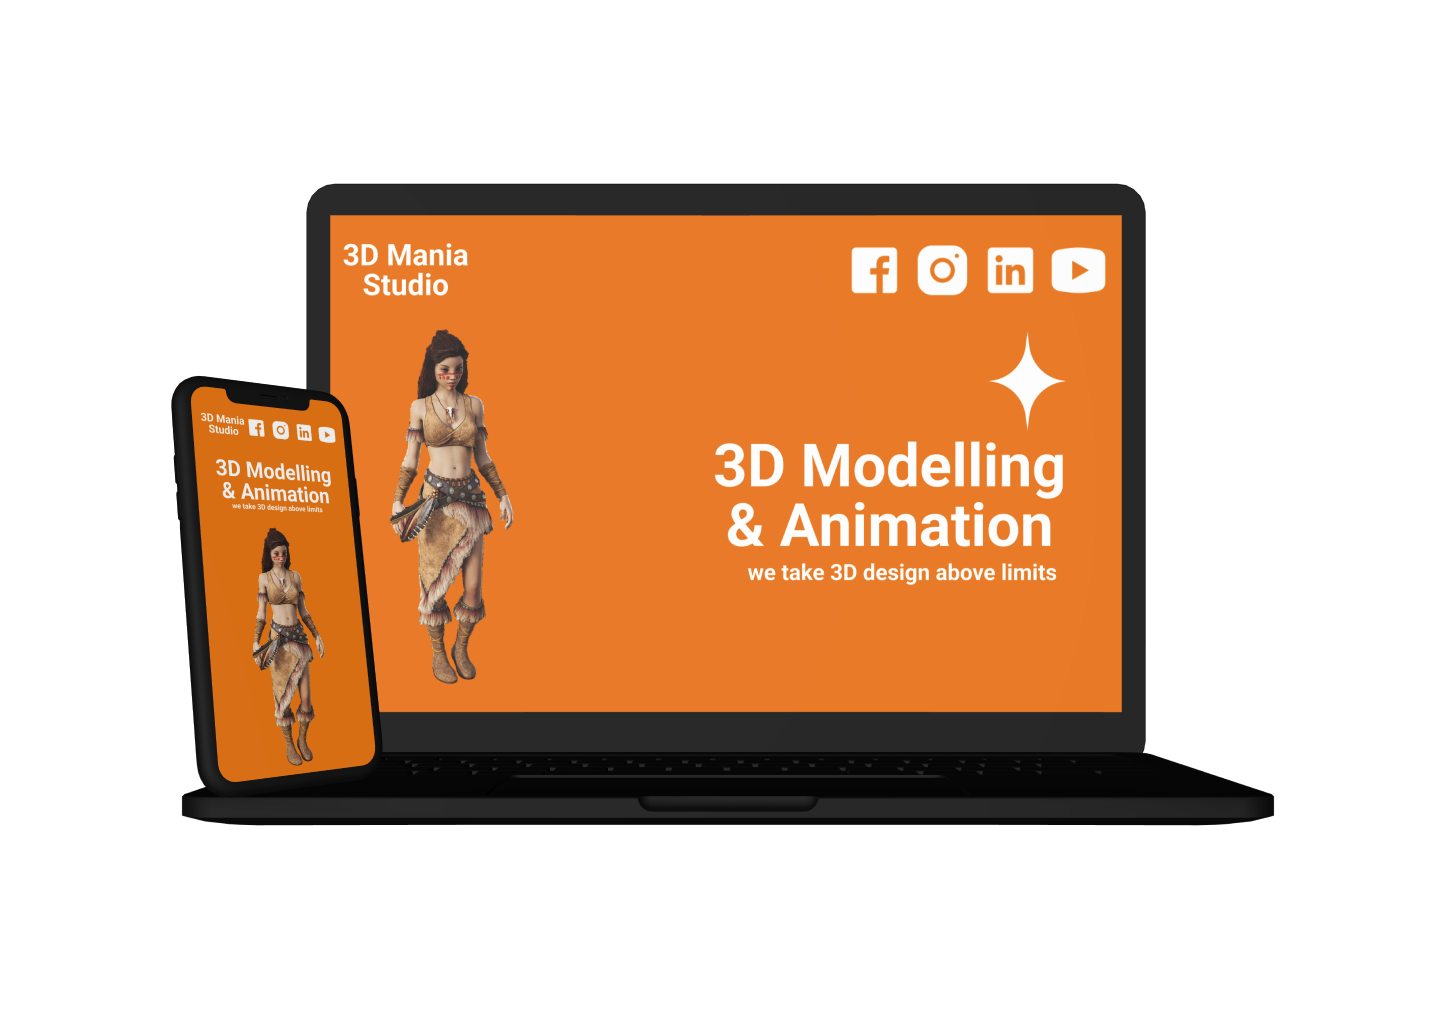 3D Mania
Studio
3D Modelling
& Animation
we take 3D design above limits
3D Mania
Studio
3D Modelling
& Animation
we take 3D design above limits